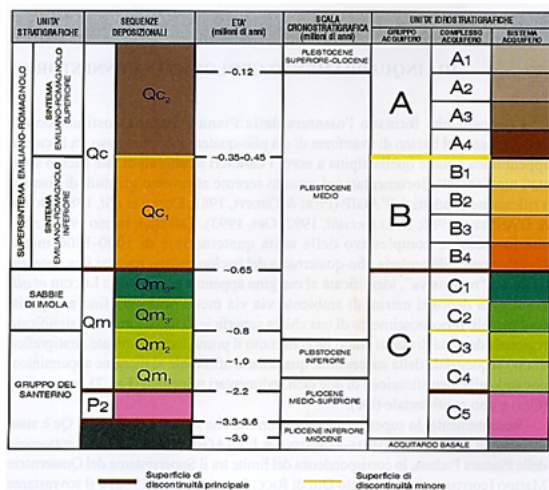 UNITA' STRATIGRAFICHE
SEQUENZE DEPOSIZIONALI
ETA' (milioni di anni)
SCALA CRONOSTRATIGRAFICA (milioni di anni)
UNITA' IDROSTRATIGRAFICHE
GRUPPO ACQUIFERO
COMPLESSO ACQUIFERO
SISTEMA ACQUIFERO
SUPERSINTEMA EMILIANO-ROMAGNOLO
SINTEMA EMILIANO-ROMAGNOLO SUPERIORE
SINTEMA EMILIANO-ROMAGNOLO INFERIORE
SABBIE DI IMOLA
GRUPPO DEL SANTERNO
Qc
Qc2
Qc1
Qm
Qm3"
Qm3'
Qm2
Qm1
P2
~0.12
~0.35-0.45
~0.65
~0.8
~1.0
~2.2
~3.3-3.6
~3.9
PLEISTOCENE SUPERIORE-OLOCENE
PLEISTOCENE MEDIO
PLEISTOCENE INFERIORE
PLIOCENE MEDIO-SUPERIORE
PLIOCENE INFERIORE
MIOCENE
A
A1
A2
A3
A4
B
B1
B2
B3
B4
C
C1
C2
C3
C4
C5
ACQUITARDO BASALE
Superficie di discontinuità principale
Superficie di discontinuità minore